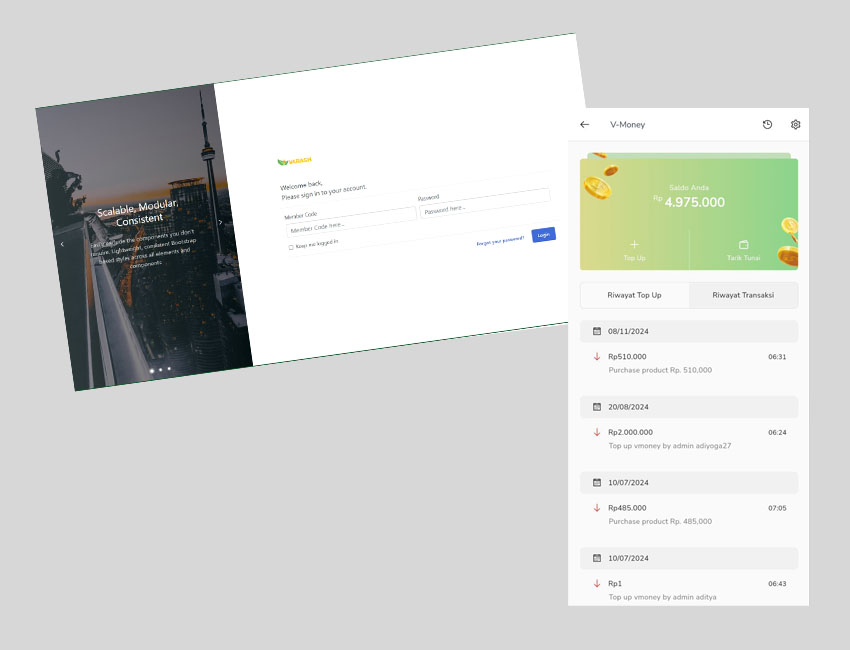 Scalable, Modular,
Consistent
the components you don't
require. Lightweight, consistent Bootstrap
based styles across all elements and
components
VARASH
Welcome back,
Please sign in to your account.
Member Code
Member Code here...
Password
Password here...
Keep me logged in
Forgot your password?
Login
V-Money
Saldo Anda
Rp 4.975.000
Top Up
Tarik Tunai
Riwayat Top Up
Riwayat Transaksi
08/11/2024
Rp510.000 06:31
Purchase product Rp. 510,000
20/08/2024
Rp2.000.000 06:24
Top up vmoney by admin adiyoga27
10/07/2024
Rp485.000 07:05
Purchase product Rp. 485,000
10/07/2024
Rp1 06:43
Top up vmoney by admin aditya